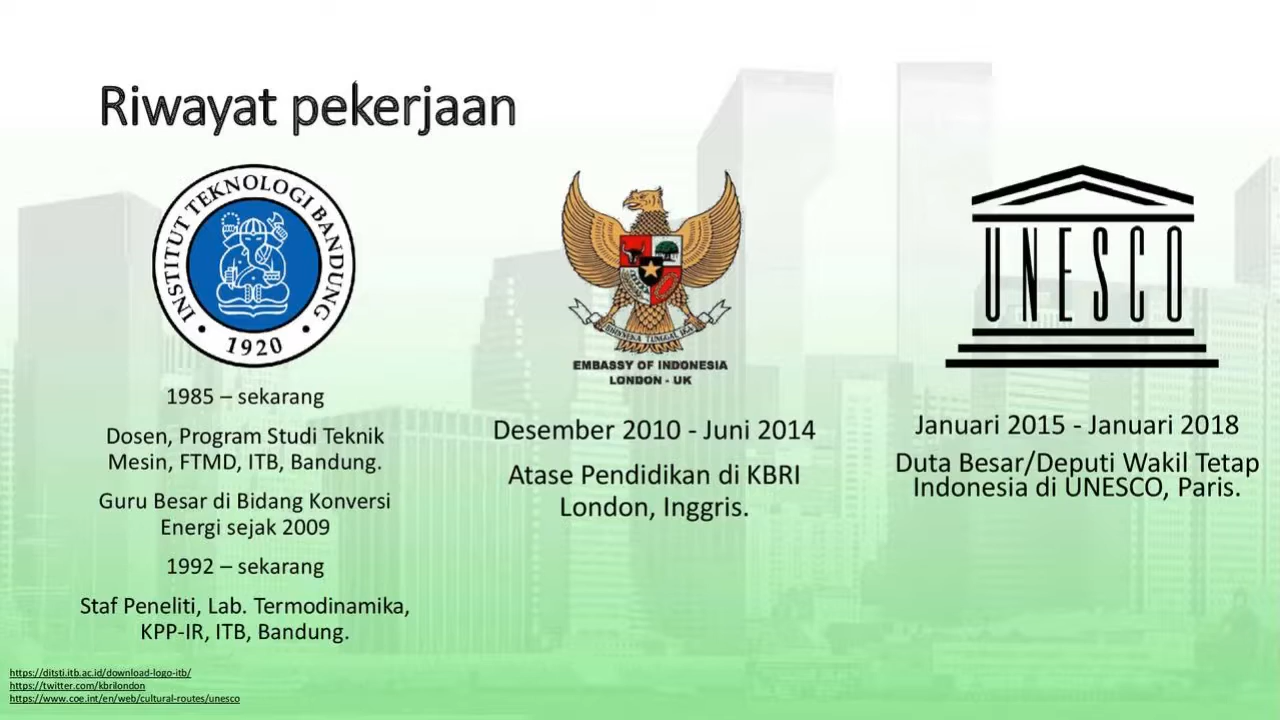 Riwayat pekerjaan
INSTITUT TEKNOLOGI BANDUNG
1920
1985 – sekarang
Dosen, Program Studi Teknik
Mesin, FTMD, ITB, Bandung.
Guru Besar di Bidang Konversi
Energi sejak 2009
1992 – sekarang
Staf Peneliti, Lab. Termodinamika,
KPP-IR, ITB, Bandung.
BHINNEKA TUNGGAL IKA
EMBASSY OF INDONESIA
LONDON - UK
Desember 2010 - Juni 2014
Atase Pendidikan di KBRI
London, Inggris.
UNESCO
Januari 2015 - Januari 2018
Duta Besar/Deputi Wakil Tetap
Indonesia di UNESCO, Paris.
https://ditsti.itb.ac.id/download-logo-itb/
https://twitter.com/kbrilondon
https://www.coe.int/en/web/cultural-routes/unesco